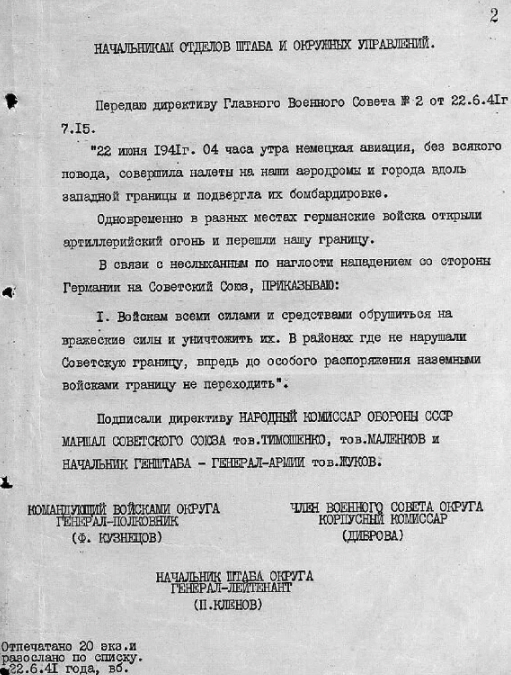 2
НАЧАЛЬНИКАМ ОТДЕЛОВ ШТАБА И ОКРУЖНЫХ УПРАВЛЕНИЙ.
Передаю директиву Главного Военного Совета № 2 от 22.6.41г
7.15.
"22 июня 1941г. 04 часа утра немецкая авиация, без всякого
повода, совершила налеты на наши аэродромы и города вдоль
западной границы и подвергла их бомбардировке.
Одновременно в разных местах германские войска открыли
артиллерийский огонь и перешли нашу границу.
В связи с неслыханным по наглости нападением со стороны
Германии на Советский Союз, ПРИКАЗЫВАЮ:
I. Войскам всеми силами и средствами обрушиться на
вражеские силы и уничтожить их. В районах где не нарушали
Советскую границу, впредь до особого распоряжения наземными
войсками границу не переходить".
Подписали директиву НАРОДНЫЙ КОМИССАР ОБОРОНЫ СССР
МАРШАЛ СОВЕТСКОГО СОЮЗА тов.ТИМОШЕНКО, тов.МАЛЕНКОВ и
НАЧАЛЬНИК ГЕНШТАБА - ГЕНЕРАЛ-АРМИИ тов.ЖУКОВ.
КОМАНДУЮЩИЙ ВОЙСКАМИ ОКРУГА
ГЕНЕРАЛ-ПОЛКОВНИК
(Ф. КУЗНЕЦОВ)
ЧЛЕН ВОЕННОГО СОВЕТА ОКРУГА
КОРПУСНЫЙ КОМИССАР
(ДИБРОВА)
НАЧАЛЬНИК ШТАБА ОКРУГА
ГЕНЕРАЛ-ЛЕЙТЕНАНТ
(П.КЛЕНОВ)
Отпечатано 20 экз.и
разослано по списку.
22.6.41 года, вб.